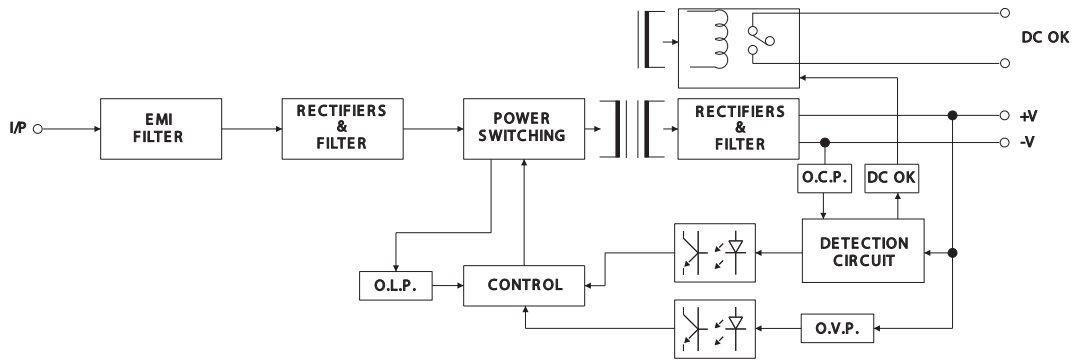 DC OK
I/P
EMI
FILTER
RECTIFIERS
&
FILTER
POWER
SWITCHING
RECTIFIERS
&
FILTER
+V
-V
O.C.P.
DC OK
DETECTION
CIRCUIT
O.L.P.
CONTROL
O.V.P.